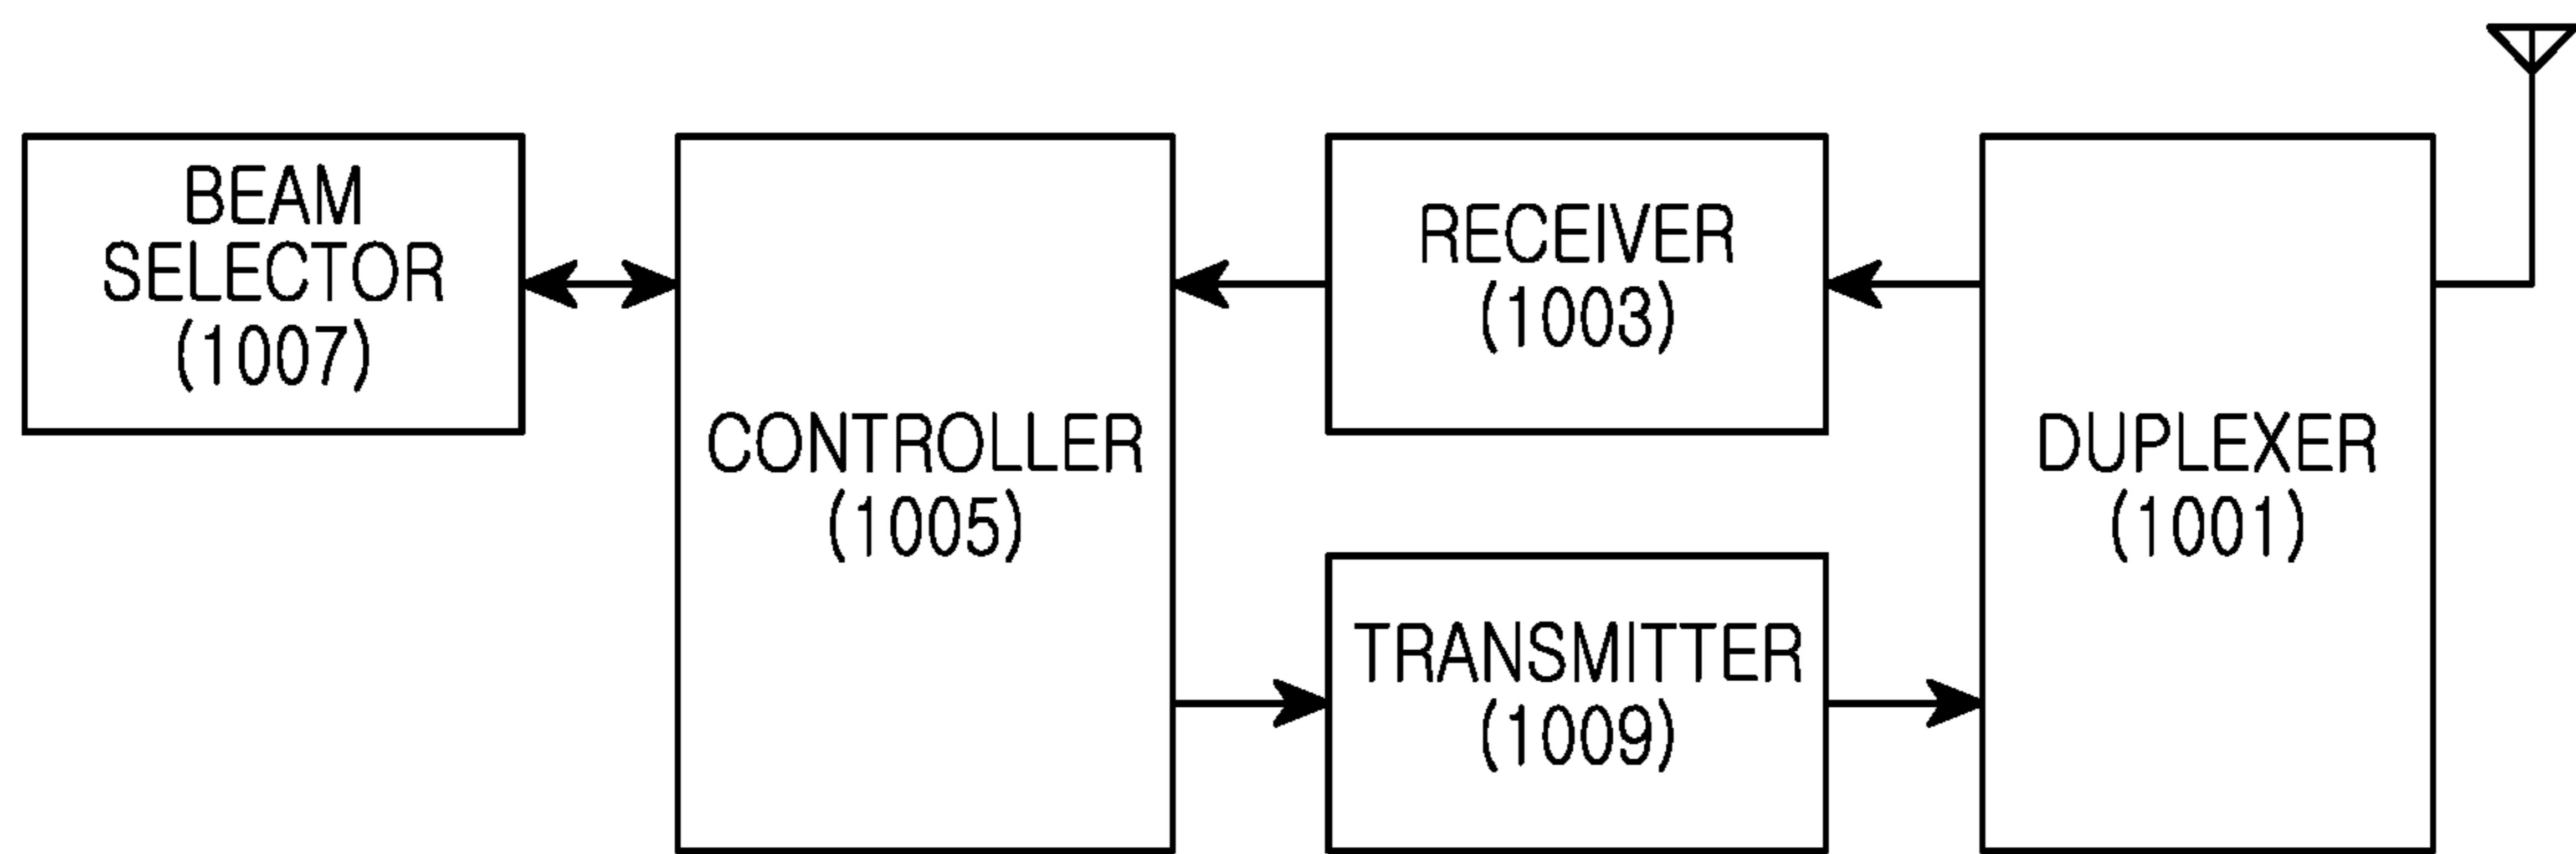 BEAM
SELECTOR
(1007)
CONTROLLER
(1005)
RECEIVER
(1003)
TRANSMITTER
(1009)
DUPLEXER
(1001)